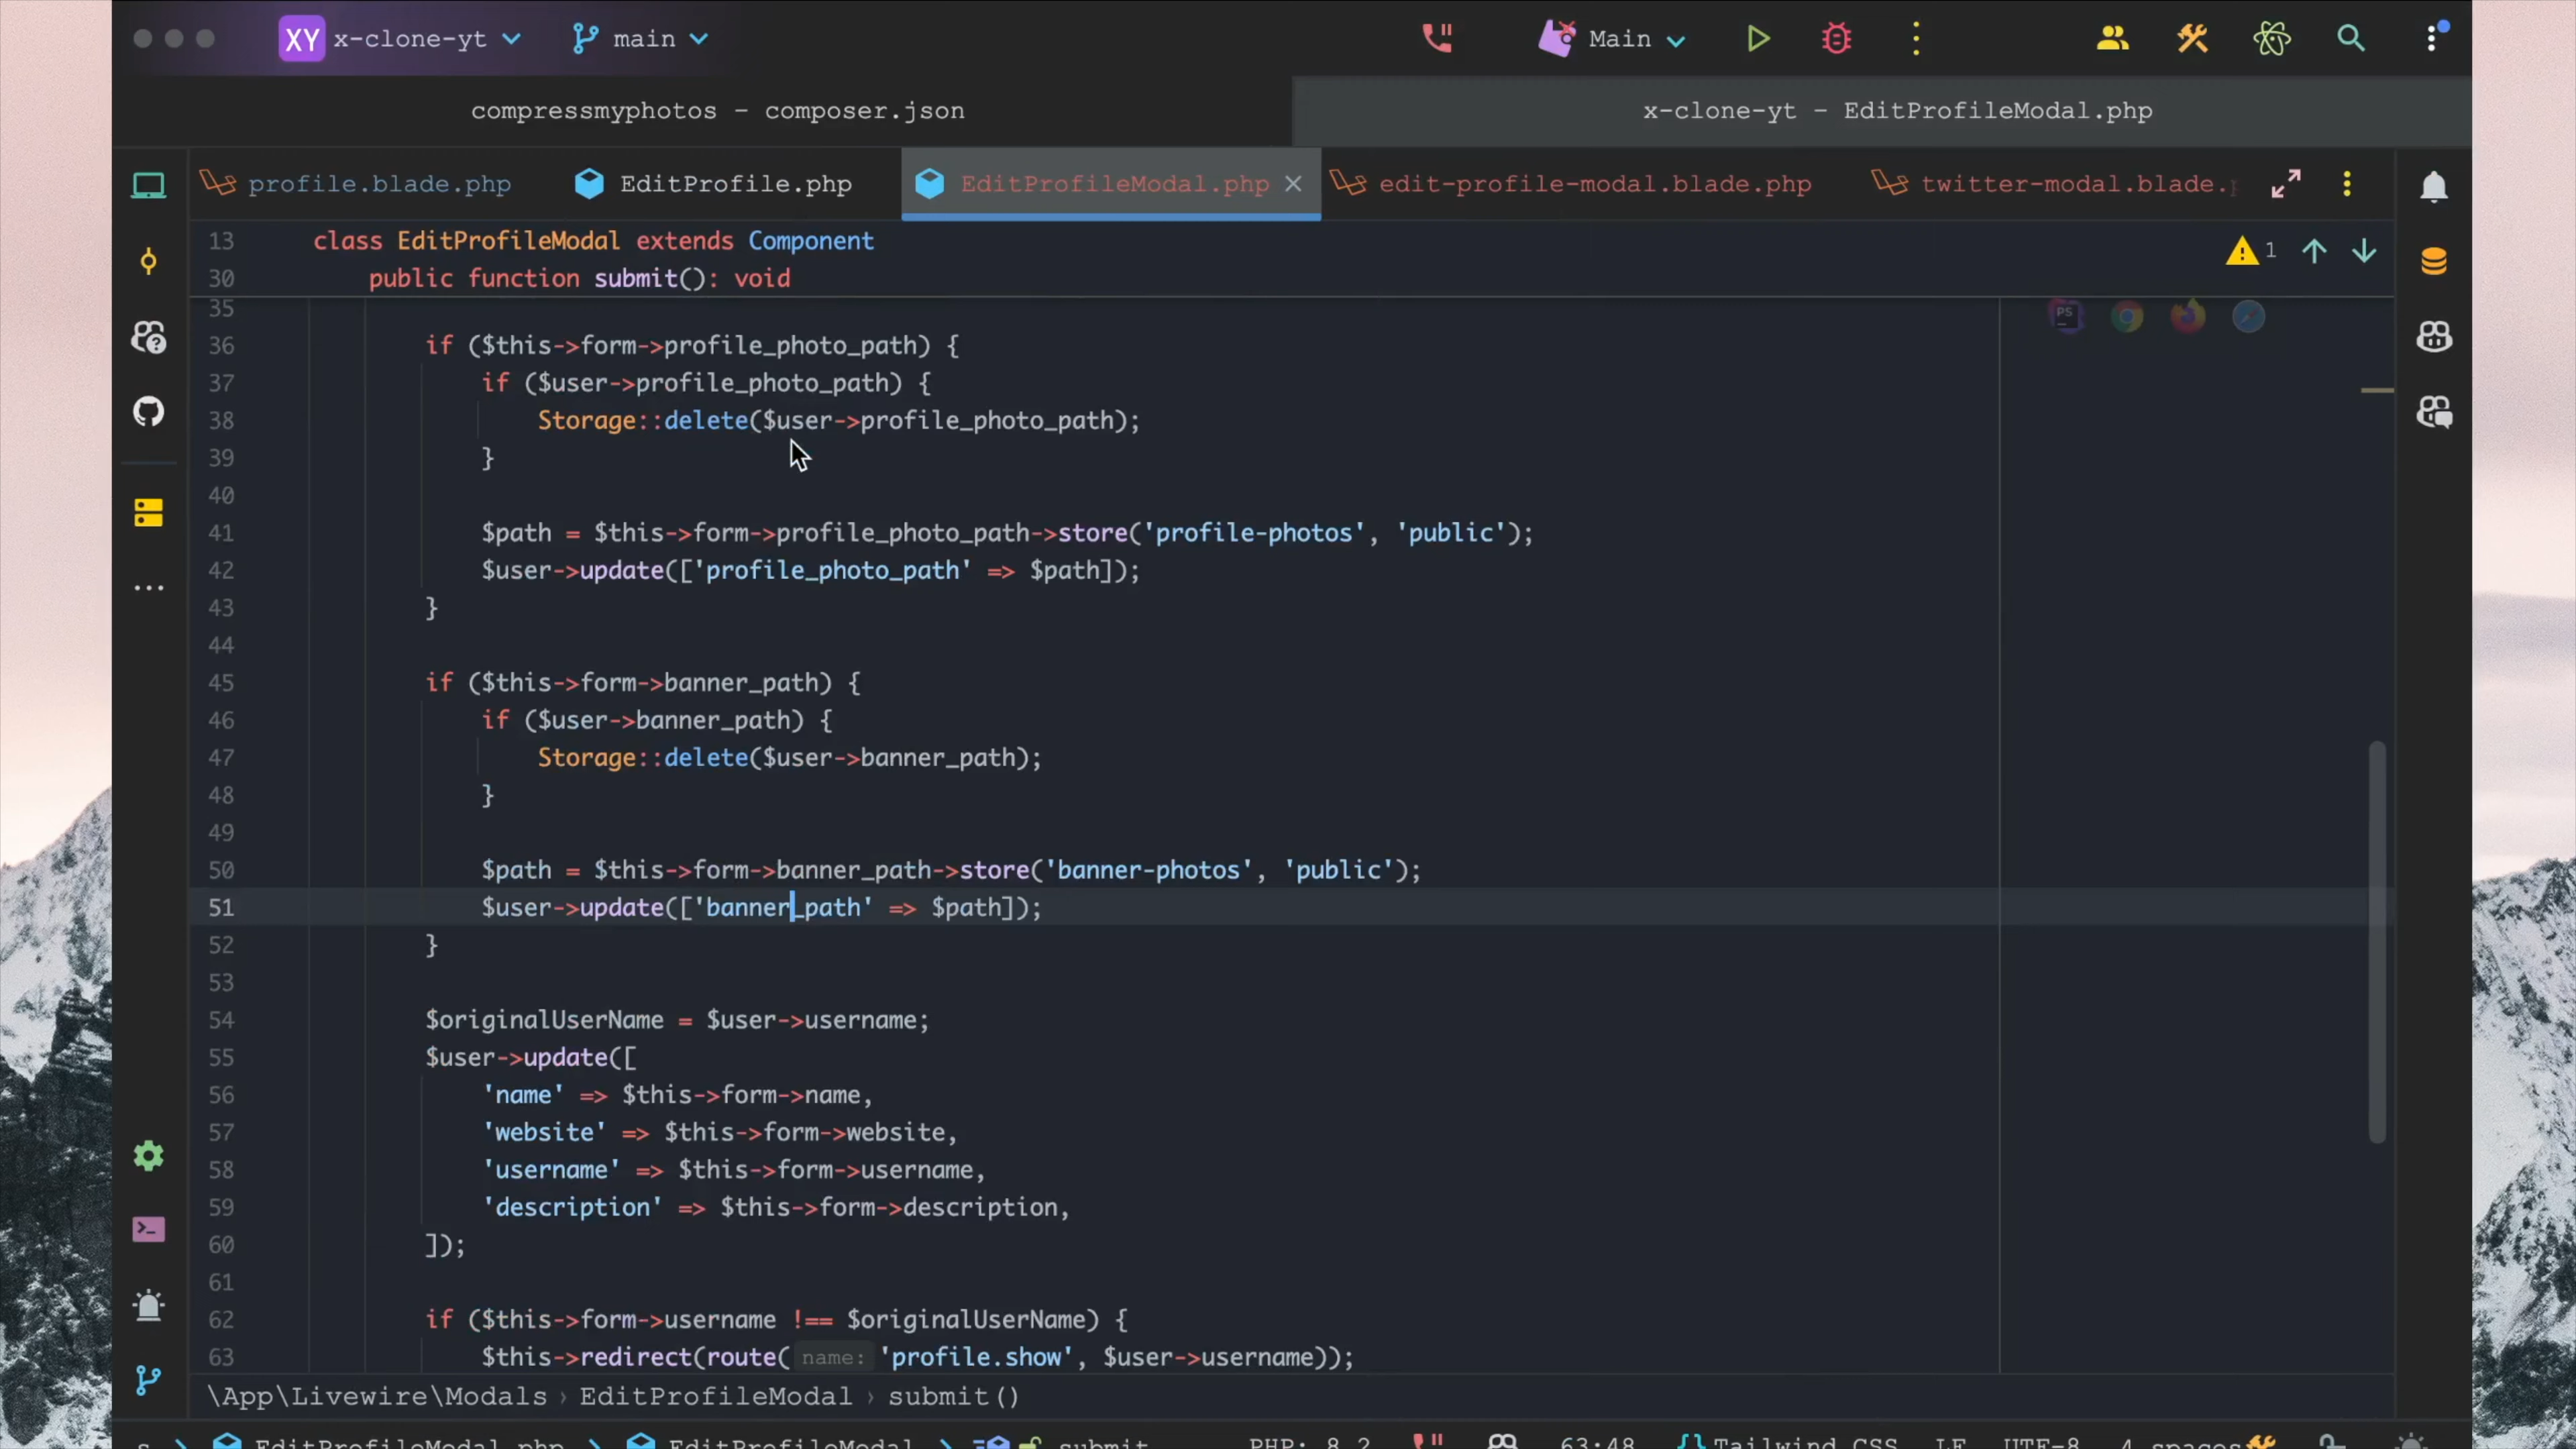 XY x-clone-yt main Main
compressmyphotos – composer.json x-clone-yt – EditProfileModal.php
profile.blade.php EditProfile.php EditProfileModal.php edit-profile-modal.blade.php twitter-modal.blade.
13 class EditProfileModal extends Component
1
30 public function submit(): void
35
PS
36 if ($this->form->profile_photo_path) {
37 if ($user->profile_photo_path) {
38 Storage::delete($user->profile_photo_path);
39 }
40
41 $path = $this->form->profile_photo_path->store('profile-photos', 'public');
42 $user->update(['profile_photo_path' => $path]);
43 }
44
45 if ($this->form->banner_path) {
46 if ($user->banner_path) {
47 Storage::delete($user->banner_path);
48 }
49
50 $path = $this->form->banner_path->store('banner-photos', 'public');
51 $user->update(['banner_path' => $path]);
52 }
53
54 $originalUserName = $user->username;
55 $user->update([
56 'name' => $this->form->name,
57 'website' => $this->form->website,
58 'username' => $this->form->username,
59 'description' => $this->form->description,
60 ]);
61
62 if ($this->form->username !== $originalUserName) {
63 $this->redirect(route( name: 'profile.show', $user->username));
\App\Livewire\Modals › EditProfileModal › submit()
EditProfileModal.php EditProfileModal submit PHP: 8.2 63:48 Tailwind CSS LF UTF-8 4 spaces